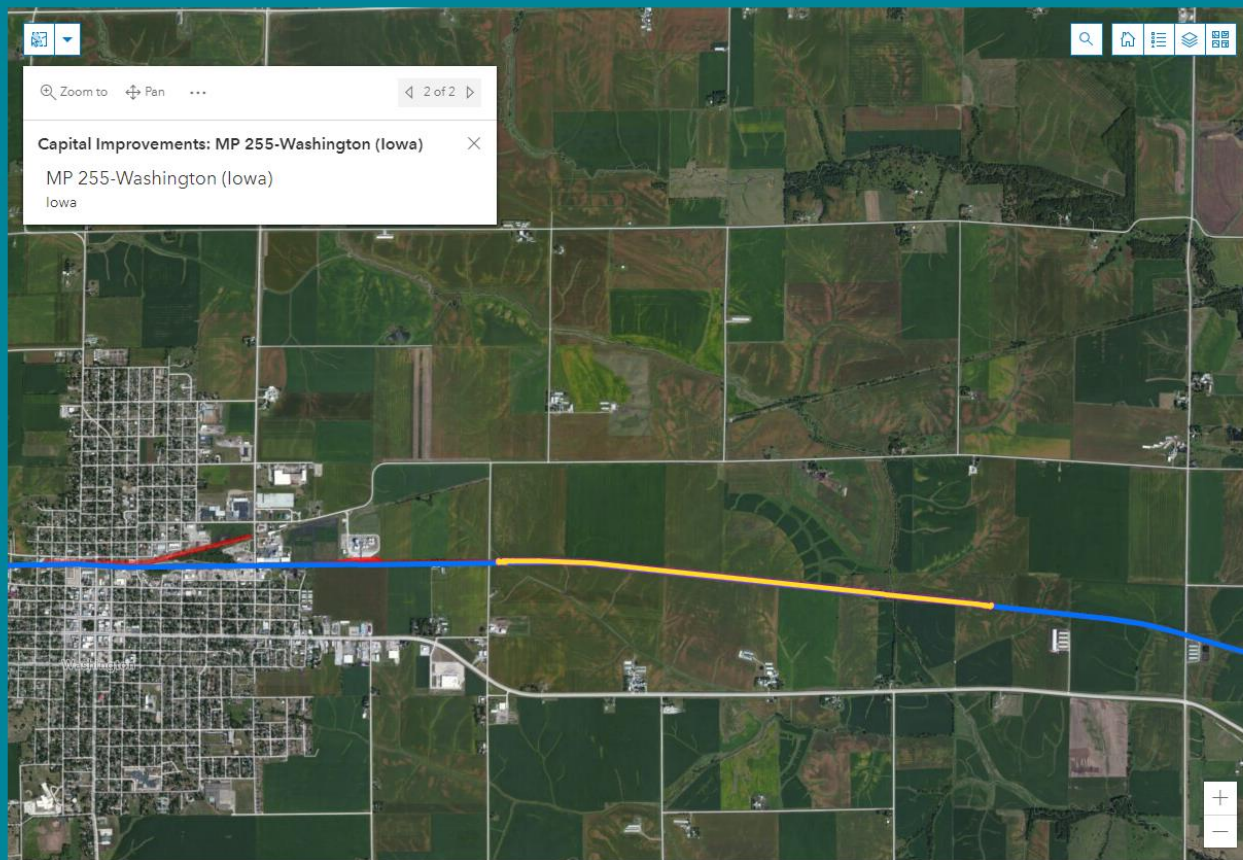 Zoom to Pan ... 2 of 2
Capital Improvements: MP 255-Washington (Iowa)
MP 255-Washington (Iowa)
Iowa
Washington